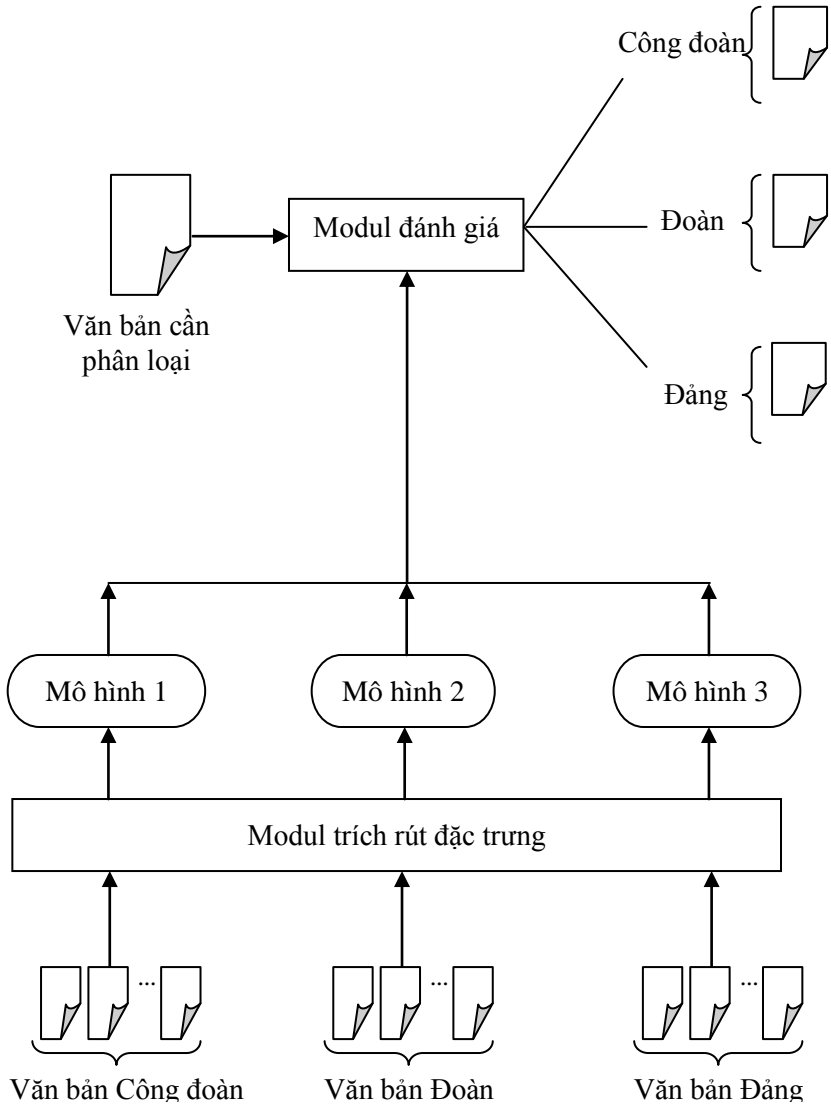 Công đoàn
Modul đánh giá
Đoàn
Văn bản cần
phân loại
Đảng
Mô hình 1
Mô hình 2
Mô hình 3
Modul trích rút đặc trưng
...
...
...
Văn bản Công đoàn
Văn bản Đoàn
Văn bản Đảng